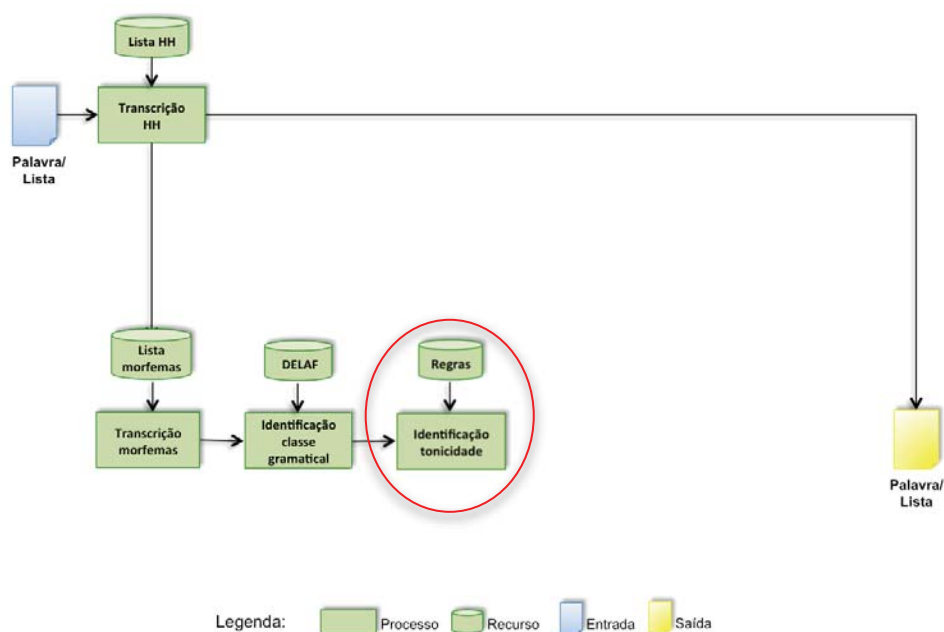 Lista HH
Transcrição
HH
Palavra/
Lista
Lista
morfemas
DELAF
Regras
Transcrição
morfemas
Identificação
classe
gramatical
Identificação
tonicidade
Palavra/
Lista
Legenda:
Processo
Recurso
Entrada
Saída